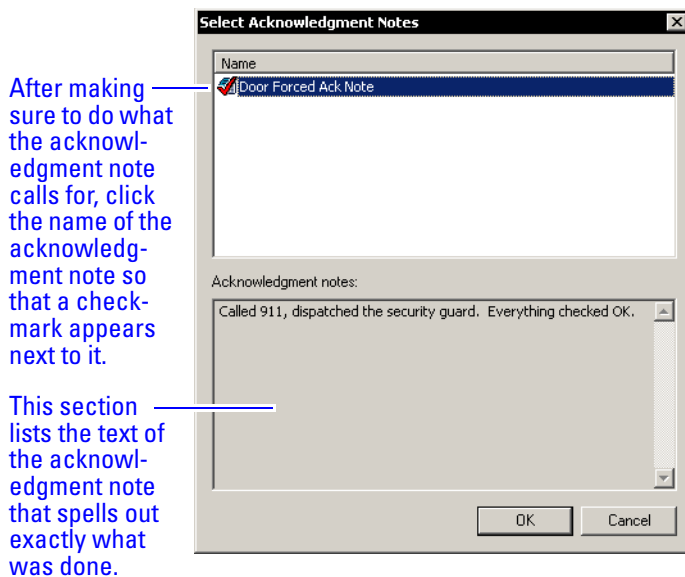 Select Acknowledgment Notes
Name
Door Forced Ack Note
Acknowledgment notes:
Called 911, dispatched the security guard.  Everything checked OK.
OK
Cancel
After making
sure to do what
the acknowl-
edgment note
calls for, click
the name of the
acknowledg-
ment note so
that a check-
mark appears
next to it.
This section
lists the text of
the acknowl-
edgment note
that spells out
exactly what
was done.